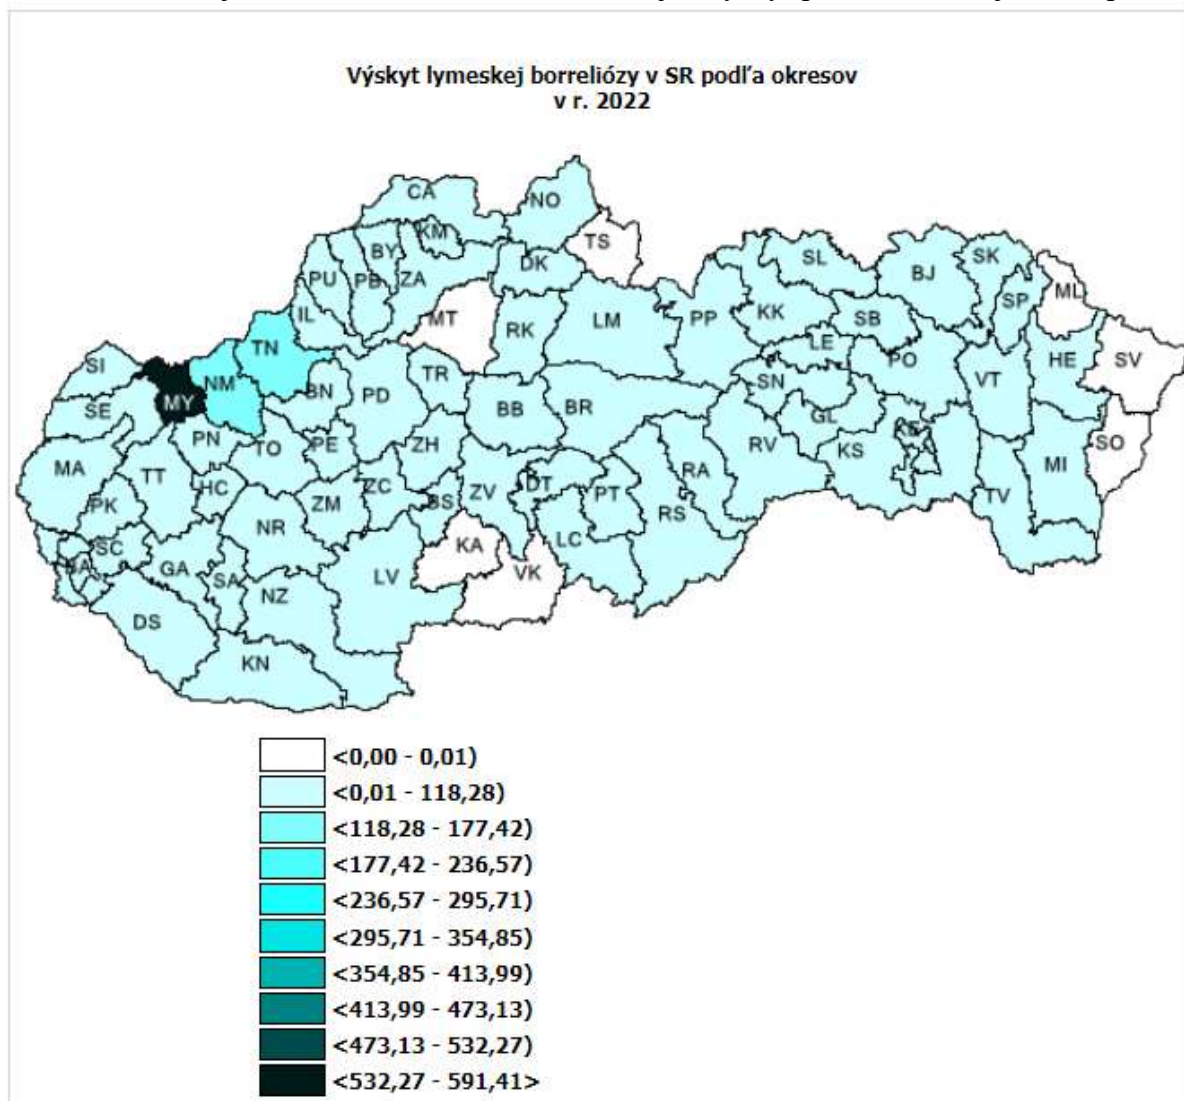 Výskyt lymeskej borreliózy v SR podľa okresov
v r. 2022
CA
NO
KM
TS
BY
PU
PB
ZA
DK
SL
BJ
SK
SP
ML
IL
MT
RK
LM
PP
KK
SB
LE
PO
HE
SV
TN
SI
NM
MY
BN
PD
TR
BB
BR
SN
VT
SE
PN
TO
PE
ZH
GL
RV
KS
SO
MA
TT
HC
ZM
ZC
BS
ZV
DT
PT
RA
MI
PK
NR
RS
TV
SC
BA
GA
SA
NZ
LV
KA
VK
LC
DS
KN
<0,00 - 0,01)
<0,01 - 118,28)
<118,28 - 177,42)
<177,42 - 236,57)
<236,57 - 295,71)
<295,71 - 354,85)
<354,85 - 413,99)
<413,99 - 473,13)
<473,13 - 532,27)
<532,27 - 591,41>